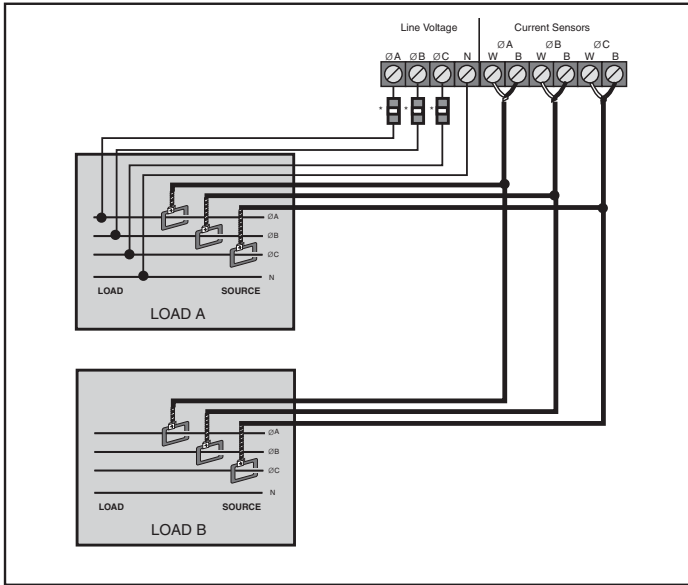 Line Voltage Current Sensors
ØA ØB ØC
ØA ØB ØC N W B W B W B
* * *
ØA
ØB
ØC
N
LOAD SOURCE
LOAD A
ØA
ØB
ØC
N
LOAD SOURCE
LOAD B